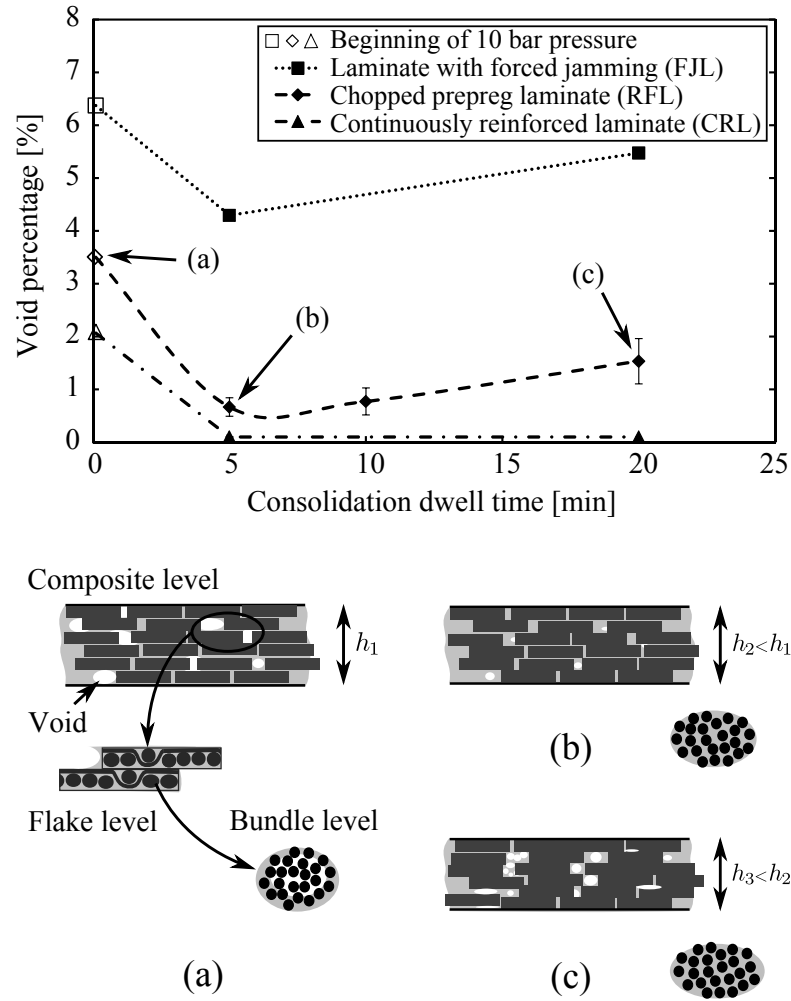 8
7
6
5
4
3
2
1
0
Void percentage [%]
Beginning of 10 bar pressure
Laminate with forced jamming (FJL)
Chopped prepreg laminate (RFL)
Continuously reinforced laminate (CRL)
(a)
(b)
(c)
0 5 10 15 20 25
Consolidation dwell time [min]
Composite level
h1
Void
Flake level
Bundle level
(a)
h2<h1
(b)
h3<h2
(c)